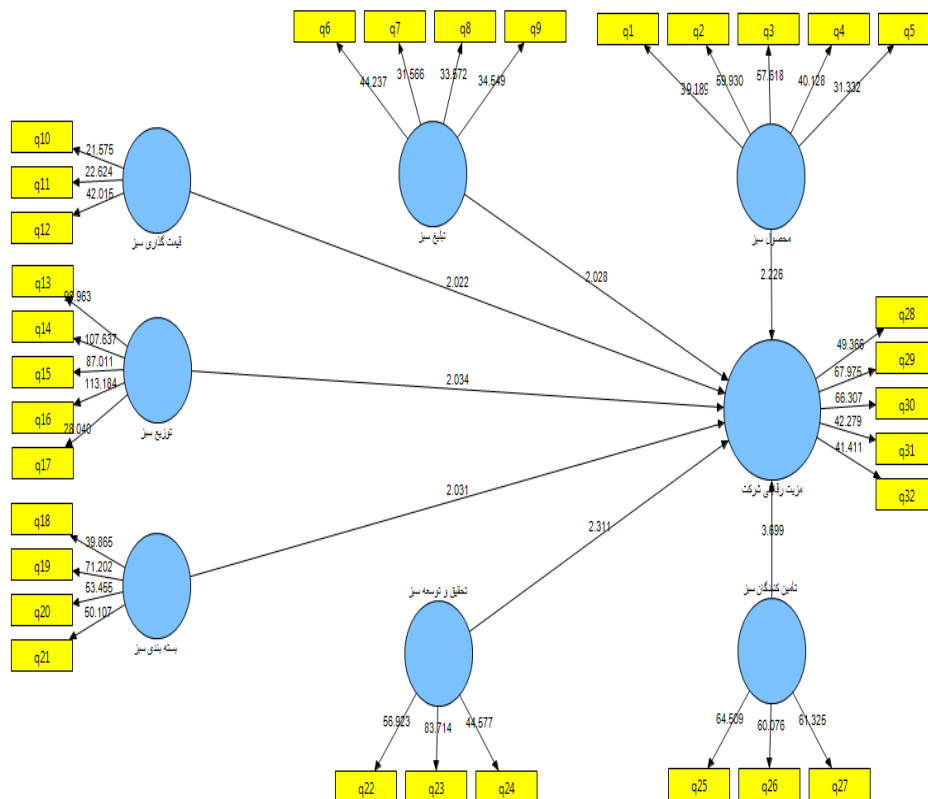 q6
q7
q8
q9
q1
q2
q3
q4
q5
44.237
31.566
33.572
34.549
39.189
59.930
57.618
40.128
31.332
q10
q11
q12
21.575
22.624
42.015
قیمت گذاری سبز
تبلیغ سبز
محصول سبز
2.022
2.028
2.226
q13
q14
q15
q16
q17
107.637
87.011
113.184
28.040
توزیع سبز
2.034
q28
q29
q30
q31
q32
49.366
67.975
66.307
42.279
41.411
مزیت رقابتی شرکت
q18
q19
q20
q21
39.865
71.202
53.455
50.107
بسته بندی سبز
2.031
2.311
3.699
تحقیق و توسعه سبز
تأمین کنندگان سبز
56.923
83.714
44.577
64.509
60.076
61.325
q22
q23
q24
q25
q26
q27